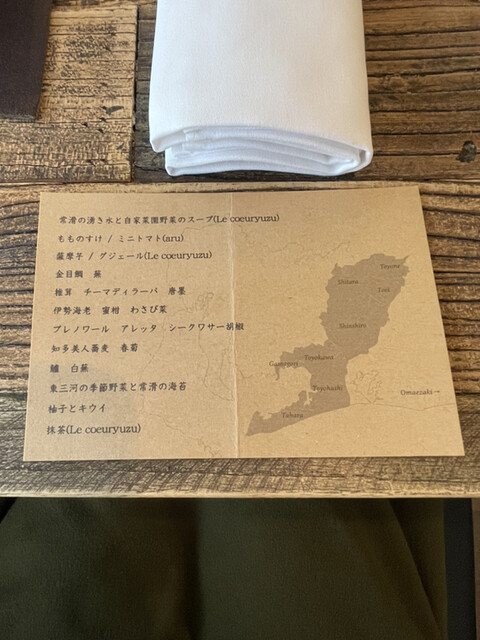 常滑の湧き水と自家菜園野菜のスープ(Le coeuryuzu)
もものすけ / ミニトマト(aru)
薩摩芋 / グジェール(Le coeuryuzu)
金目鯛 蕪
椎茸 チーマディラーパ 唐墨
伊勢海老 蜜柑 わさび菜
プレノワール アレッタ シークワサー胡椒
知多美人蕎麦 春菊
鱸 白蕪
東三河の季節野菜と常滑の海苔
柚子とキウイ
抹茶(Le coeuryuzu)
Toyone
Shitara
Toei
Shinshiro
Toyokawa
Gamagori
Toyohashi
Omaezaki→
Tahara